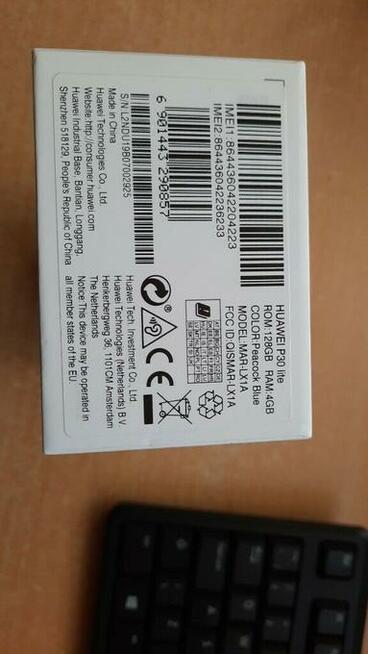 HUAWEI P30 lite
ROM:128GB RAM:4GB
COLOR:Peacock Blue
MODEL:MAR-LX1A
FCC ID:QISMAR-LX1A
IMEI1:864436042204223
IMEI2:864436042236233
6 901443 290857
S/N:L2NDU19B07002925
Made in China
Huawei Technologies Co., Ltd.
Website: http://consumer.huawei.com
Huawei Industrial Base, Bantian, Longgang,
Shenzhen 518129, People's Republic of China
CE
Huawei Tech. Investment Co., Ltd.
Huawei Technologies (Netherlands) B.V.
Herikerbergweg 36, 1101CM Amsterdam
The Netherlands
Notice:This device may be operated in
all member states of the EU